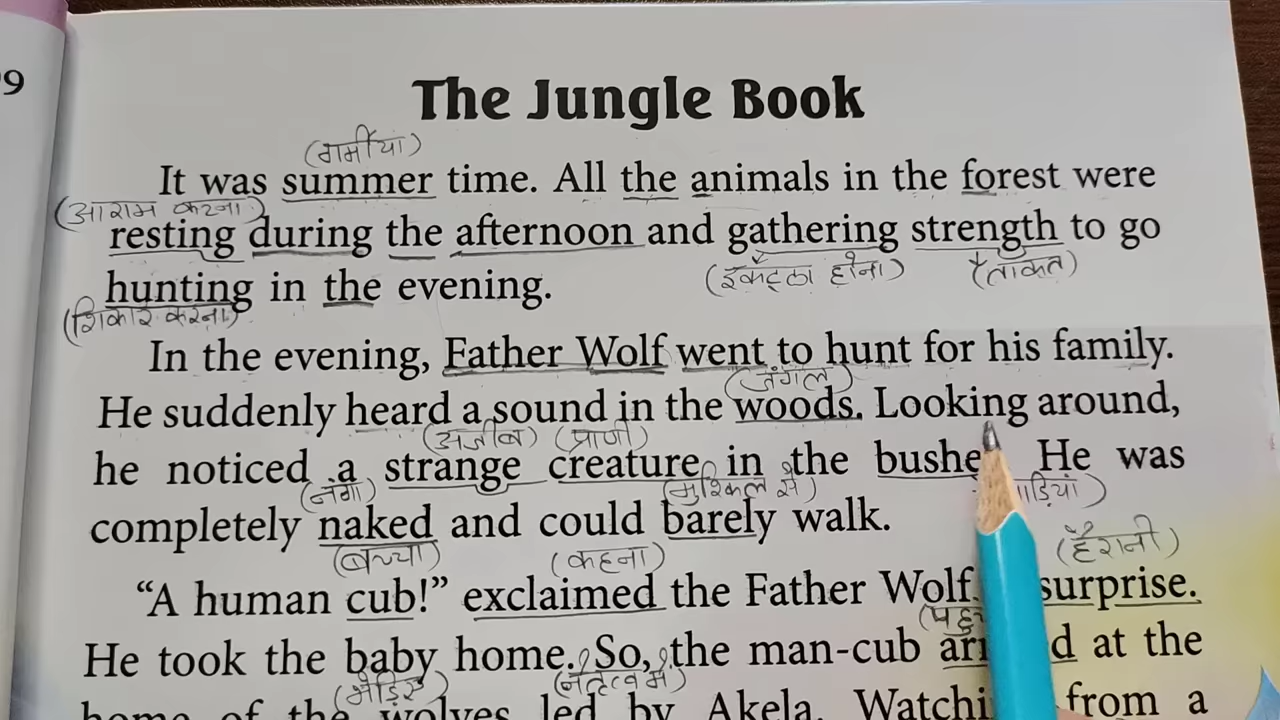 9
The Jungle Book
(गर्मीया)
It was summer time. All the animals in the forest were
(आराम करना)
resting during the afternoon and gathering strength to go
(इकट्ठा होना) (ताकत)
hunting in the evening.
(शिकार करना)
In the evening, Father Wolf went to hunt for his family.
(जंगल)
He suddenly heard a sound in the woods. Looking around,
(अजीब) (प्राणी)
he noticed a strange creature in the He was
(नंगा) (मुश्किल से)
completely naked and could barely walk.
(बच्चा) (कहना) (हैरानी)
“A human cub!” exclaimed the Father Wolf surprise.
He took the baby home. So, the man-cub at the
(नेतृत्व में)
home of the wolves led by Akela. from a